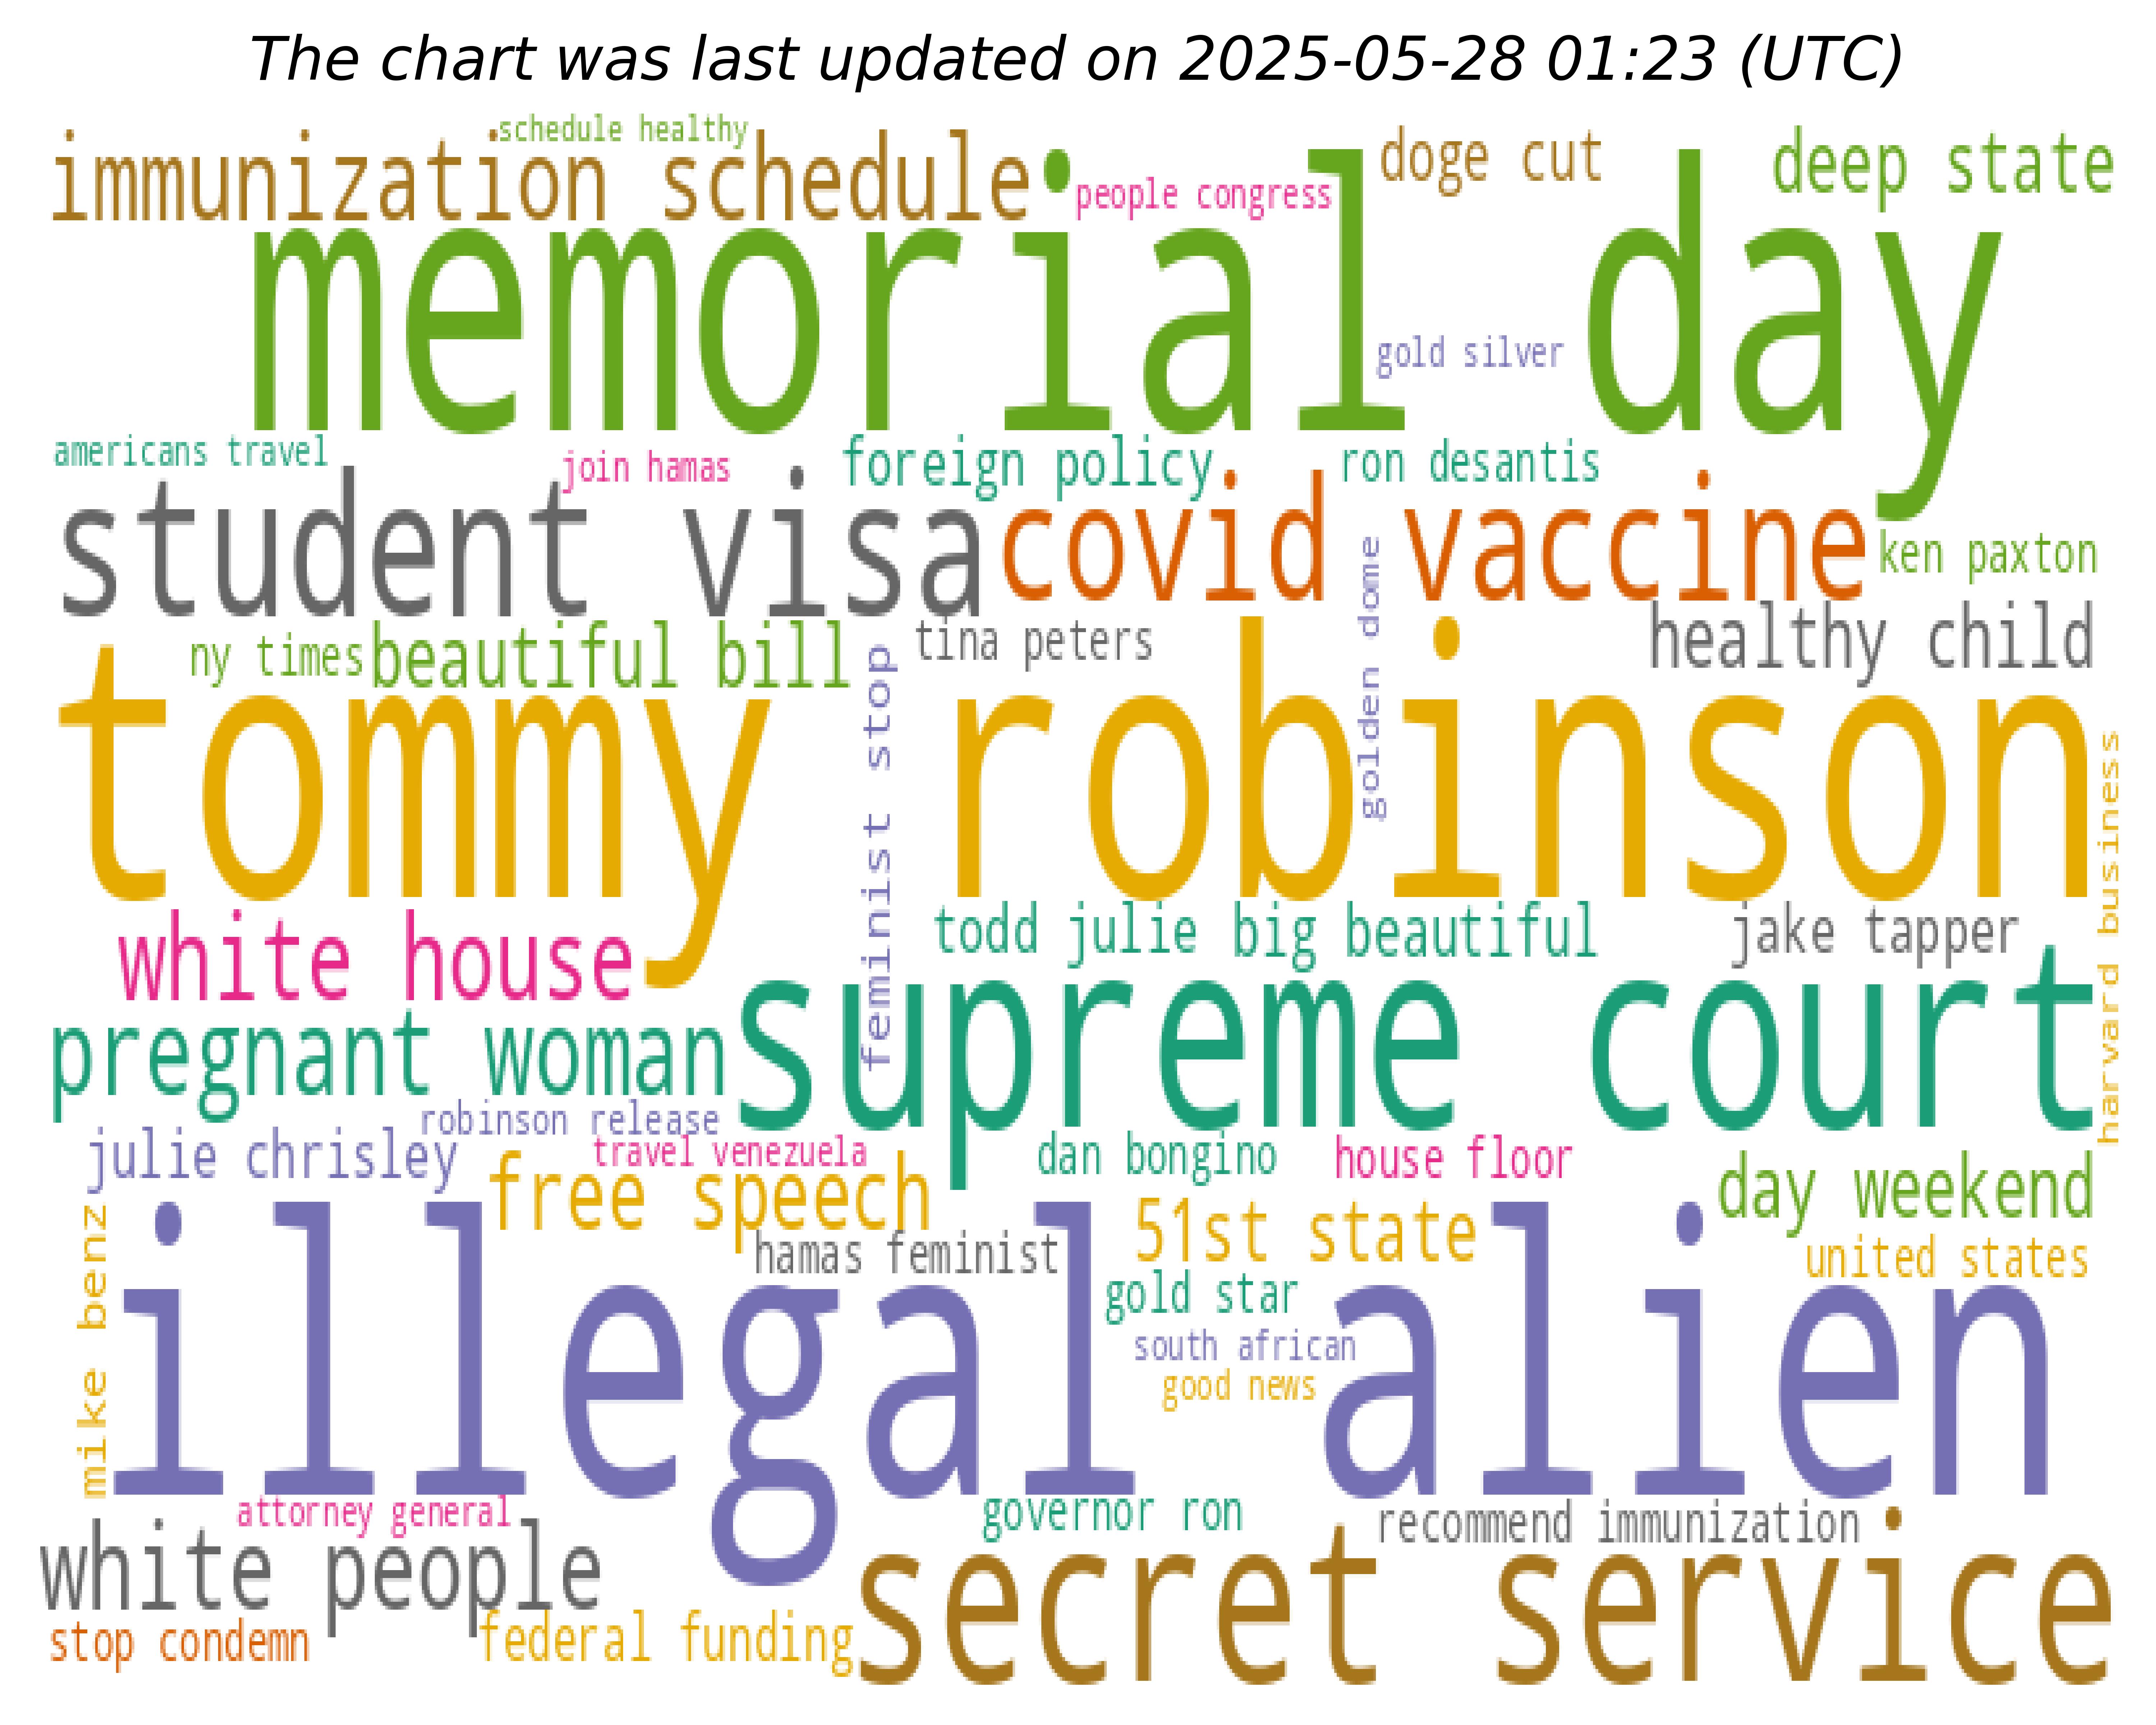 The chart was last updated on 2025-05-28 01:23 (UTC)
schedule healthy
immunization schedule
people congress
doge cut
deep state
memorial day
gold silver
americans travel
join hamas
foreign policy
ron desantis
student visa
covid vaccine
ken paxton
golden dome
ny times
beautiful bill
tina peters
healthy child
feminist stop
tommy robinson
harvard business
white house
todd julie big beautiful
jake tapper
supreme court
pregnant woman
robinson release
julie chrisley
travel venezuela
dan bongino
house floor
free speech
day weekend
mike benz
hamas feminist
51st state
united states
gold star
illegal alien
south african
good news
attorney general
governor ron
recommend immunization
white people
secret service
stop condemn
federal funding